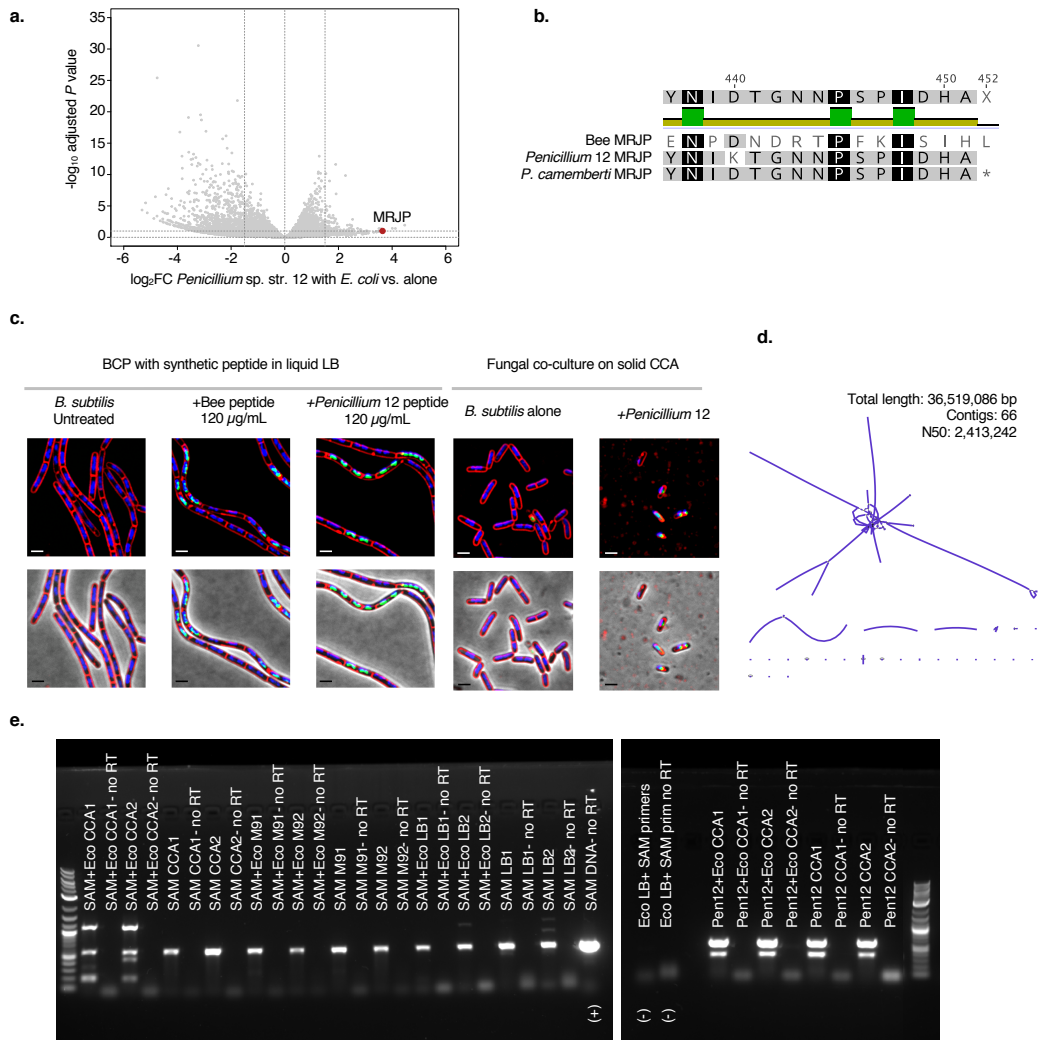 a.
35
30
25
20
15
10
5
0
-log₁₀ adjusted P value
MRJP
-6 -4 -2 0 2 4 6
log₂FC Penicillium sp. str. 12 with E. coli vs. alone
b.
440 450 452
Y N I D T G N N P S P I D H A X
Bee MRJP E N P D N D R T P F K I S I H L
Penicillium 12 MRJP Y N I K T G N N P S P I D H A
P. camemberti MRJP Y N I D T G N N P S P I D H A *
c.
BCP with synthetic peptide in liquid LB
Fungal co-culture on solid CCA
B. subtilis
Untreated
+Bee peptide
120 µg/mL
+Penicillium 12 peptide
120 µg/mL
B. subtilis alone
+Penicillium 12
d.
Total length: 36,519,086 bp
Contigs: 66
N50: 2,413,242
e.
SAM+Eco CCA1
SAM+Eco CCA1- no RT
SAM+Eco CCA2
SAM+Eco CCA2- no RT
SAM CCA1
SAM CCA1- no RT
SAM CCA2
SAM CCA2- no RT
SAM+Eco M91
SAM+Eco M91- no RT
SAM+Eco M92
SAM+Eco M92- no RT
SAM M91
SAM M91- no RT
SAM M92
SAM M92- no RT
SAM+Eco LB1
SAM+Eco LB1- no RT
SAM+Eco LB2
SAM+Eco LB2- no RT
SAM LB1
SAM LB1- no RT
SAM LB2
SAM LB2- no RT
SAM DNA- no RT
(+)
Eco LB+ SAM primers
Eco LB+ SAM prim no RT
(-)
(-)
Pen12+Eco CCA1
Pen12+Eco CCA1- no RT
Pen12+Eco CCA2
Pen12+Eco CCA2- no RT
Pen12 CCA1
Pen12 CCA1- no RT
Pen12 CCA2
Pen12 CCA2- no RT